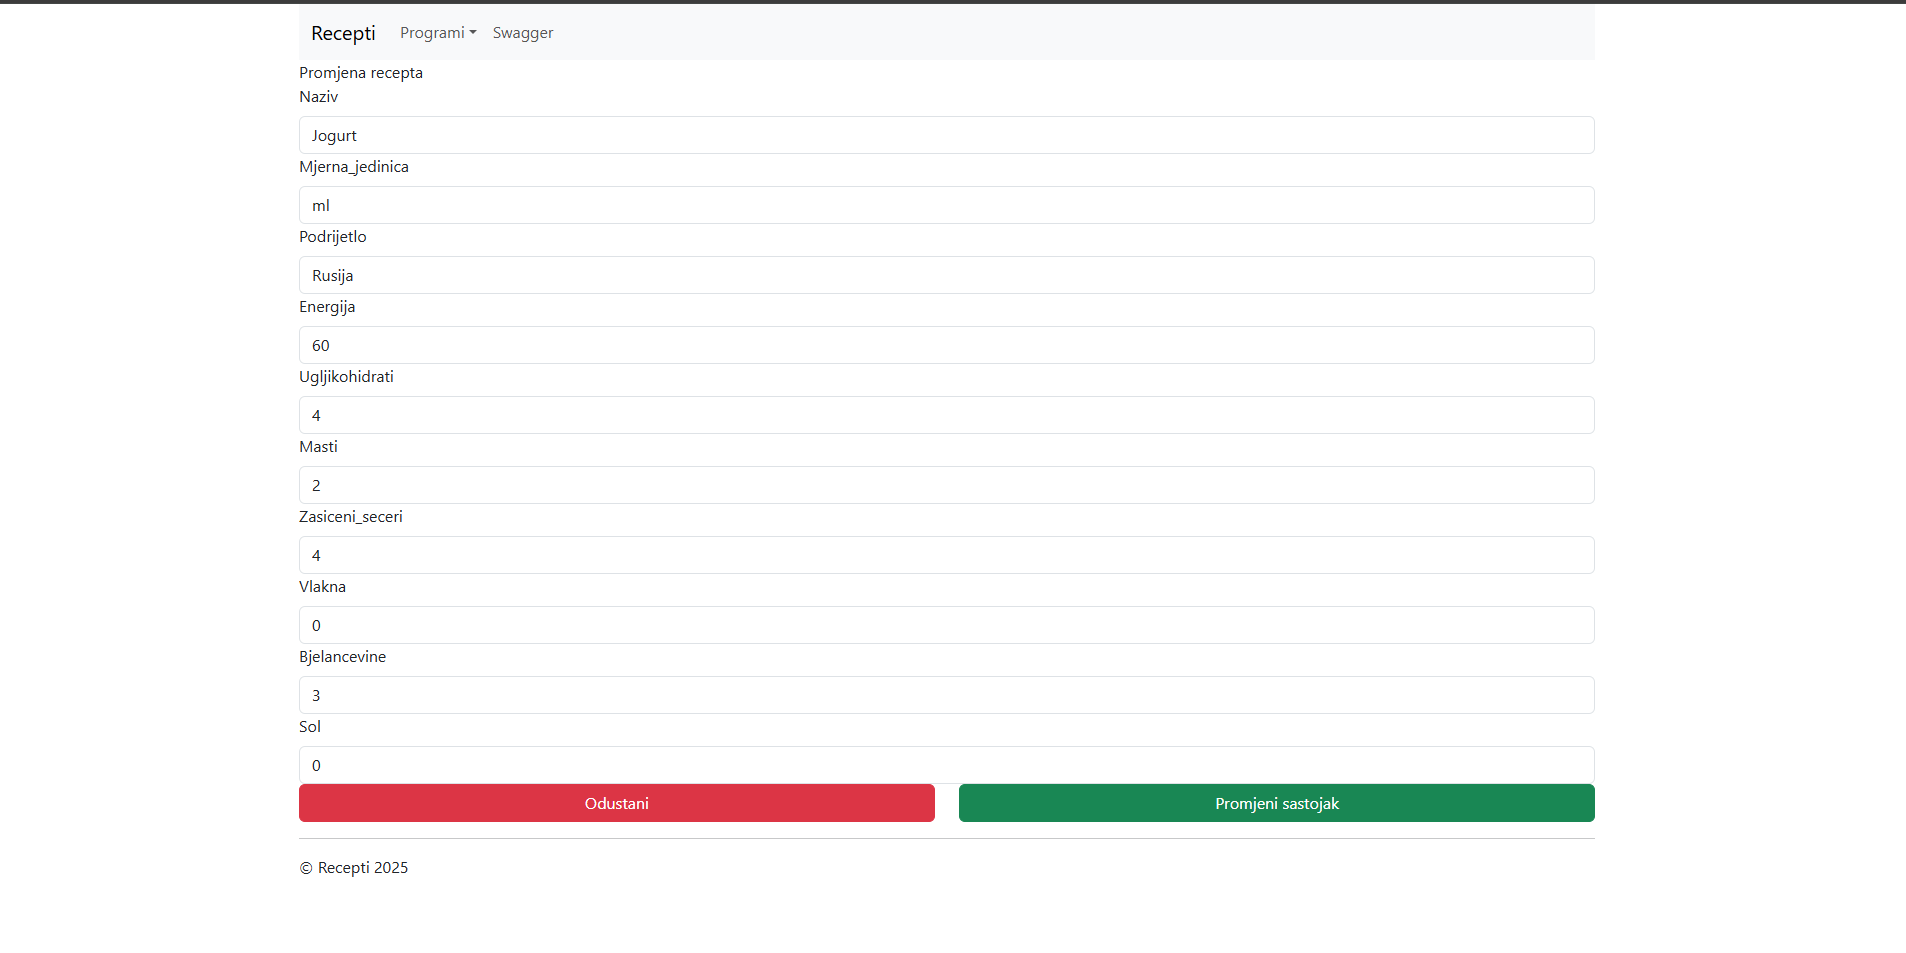 Recepti Programi Swagger
Promjena recepta
Naziv
Jogurt
Mjerna_jedinica
ml
Podrijetlo
Rusija
Energija
60
Ugljikohidrati
4
Masti
2
Zasiceni_seceri
4
Vlakna
0
Bjelancevine
3
Sol
0
Odustani Promjeni sastojak
© Recepti 2025